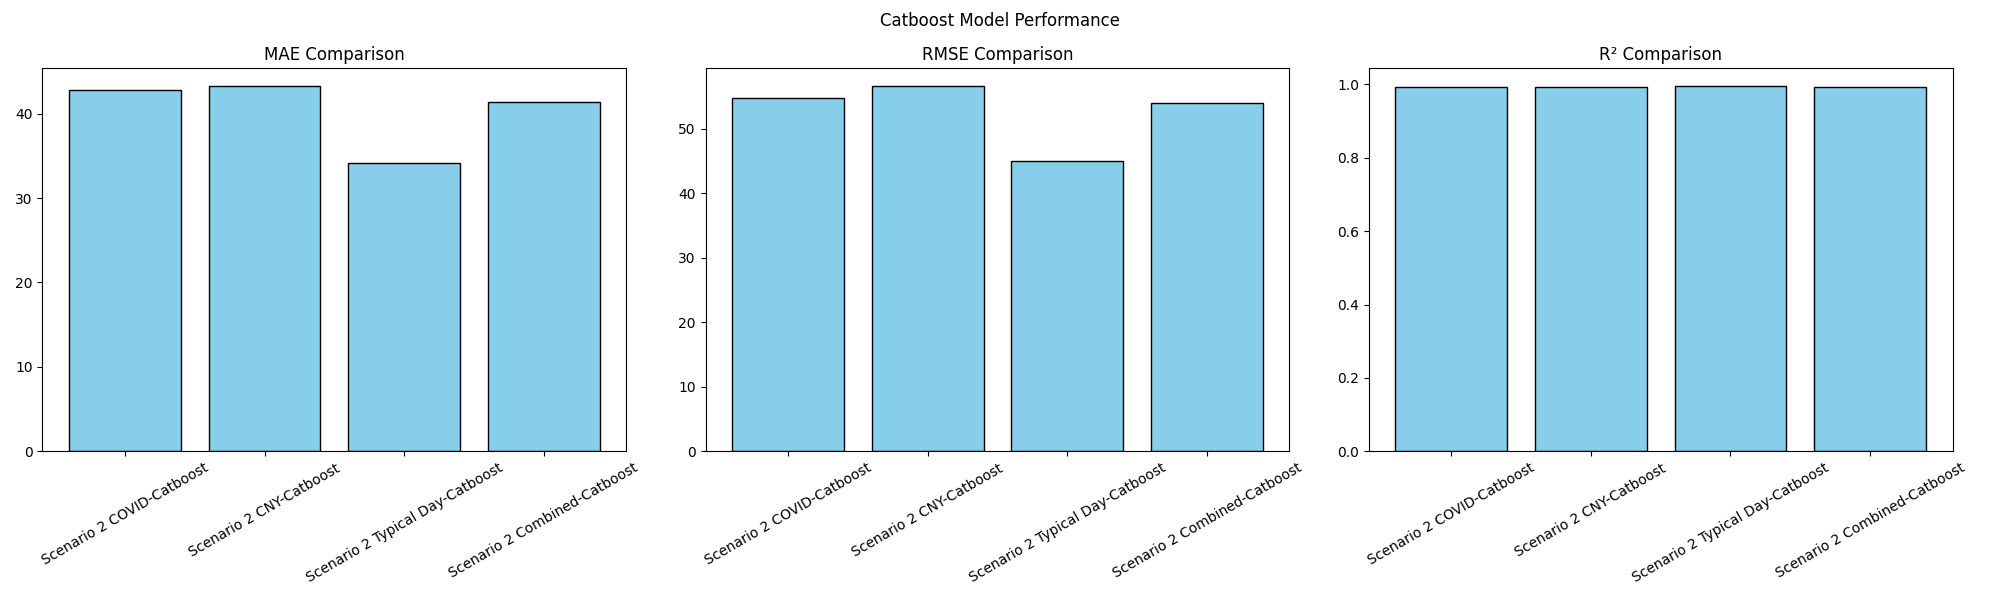 Catboost Model Performance
MAE Comparison
40
30
20
10
0
Scenario 2 COVID-Catboost
Scenario 2 CNY-Catboost
Scenario 2 Typical Day-Catboost
Scenario 2 Combined-Catboost
RMSE Comparison
50
40
30
20
10
0
Scenario 2 COVID-Catboost
Scenario 2 CNY-Catboost
Scenario 2 Typical Day-Catboost
Scenario 2 Combined-Catboost
R² Comparison
1.0
0.8
0.6
0.4
0.2
0.0
Scenario 2 COVID-Catboost
Scenario 2 CNY-Catboost
Scenario 2 Typical Day-Catboost
Scenario 2 Combined-Catboost